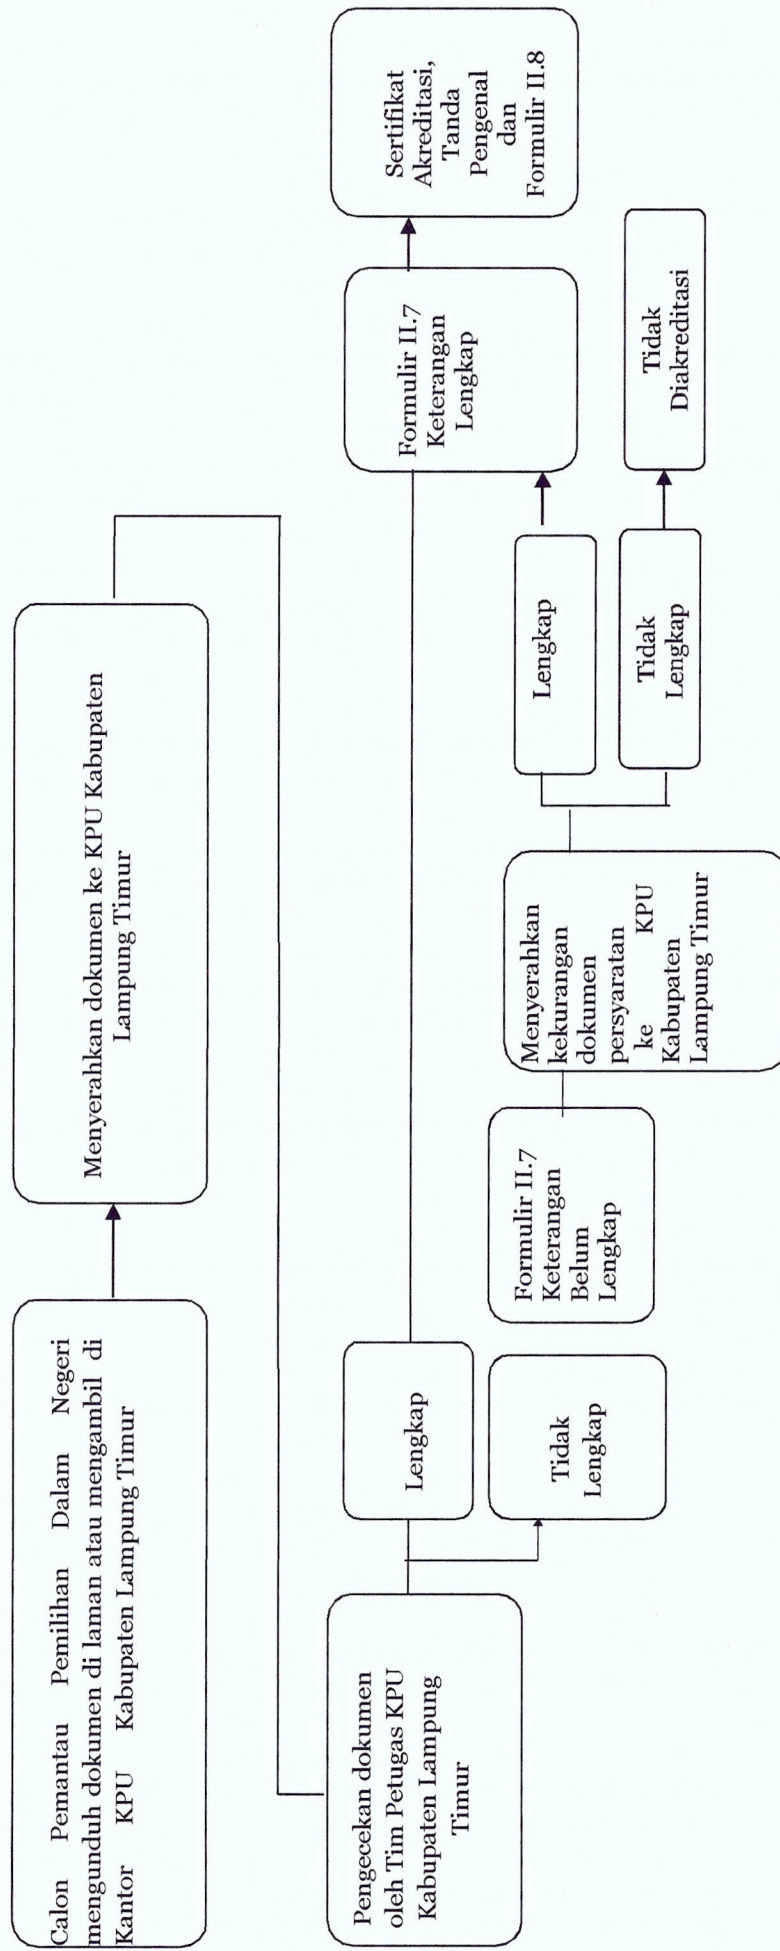 Calon Pemantau Pemilihan Dalam Negeri
mengunduh dokumen di laman atau mengambil di
Kantor KPU Kabupaten Lampung Timur
Menyerahkan dokumen ke KPU Kabupaten
Lampung Timur
Pengecekan dokumen
oleh Tim Petugas KPU
Kabupaten Lampung
Timur
Lengkap
Tidak
Lengkap
Formulir II.7
Keterangan
Belum
Lengkap
Menyerahkan
kekurangan
dokumen
persyaratan
ke KPU
Kabupaten
Lampung Timur
Lengkap
Tidak
Lengkap
Formulir II.7
Keterangan
Lengkap
Tidak
Diakreditasi
Sertifikat
Akreditasi,
Tanda
Pengenal
dan
Formulir II.8